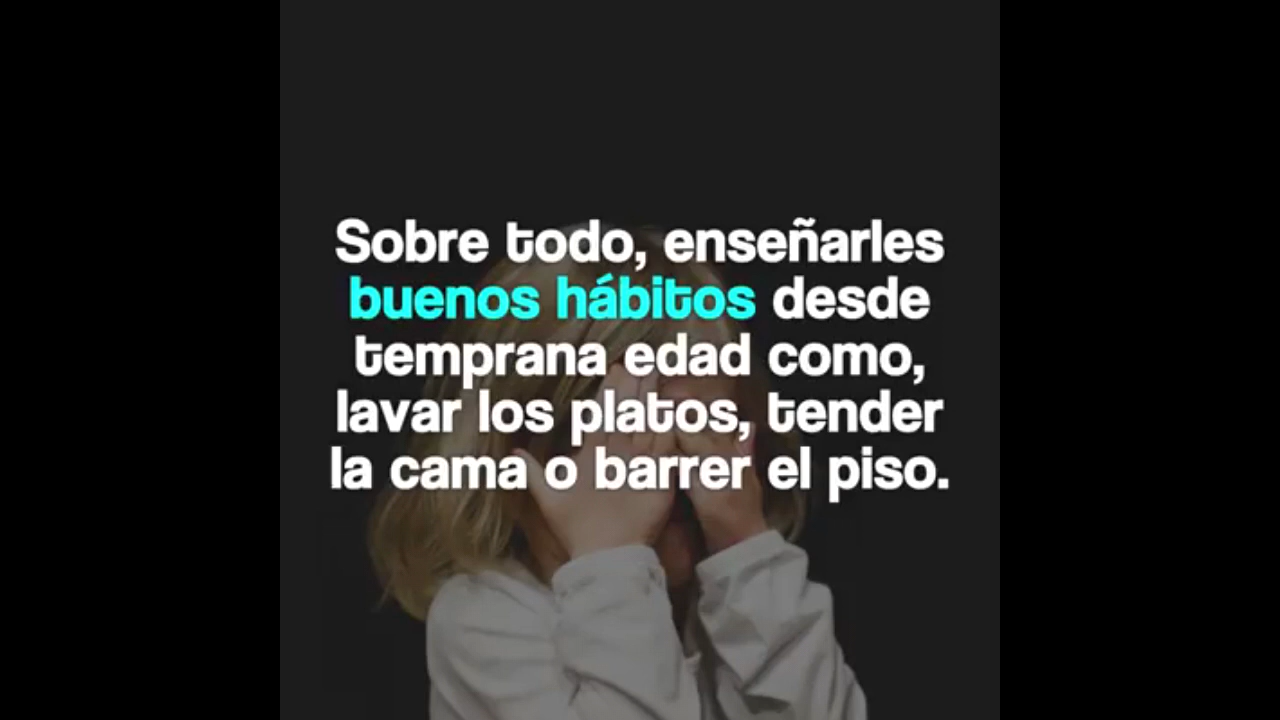 Sobre todo, enseñarles
buenos hábitos desde
temprana edad como,
lavar los platos, tender
la cama o barrer el piso.